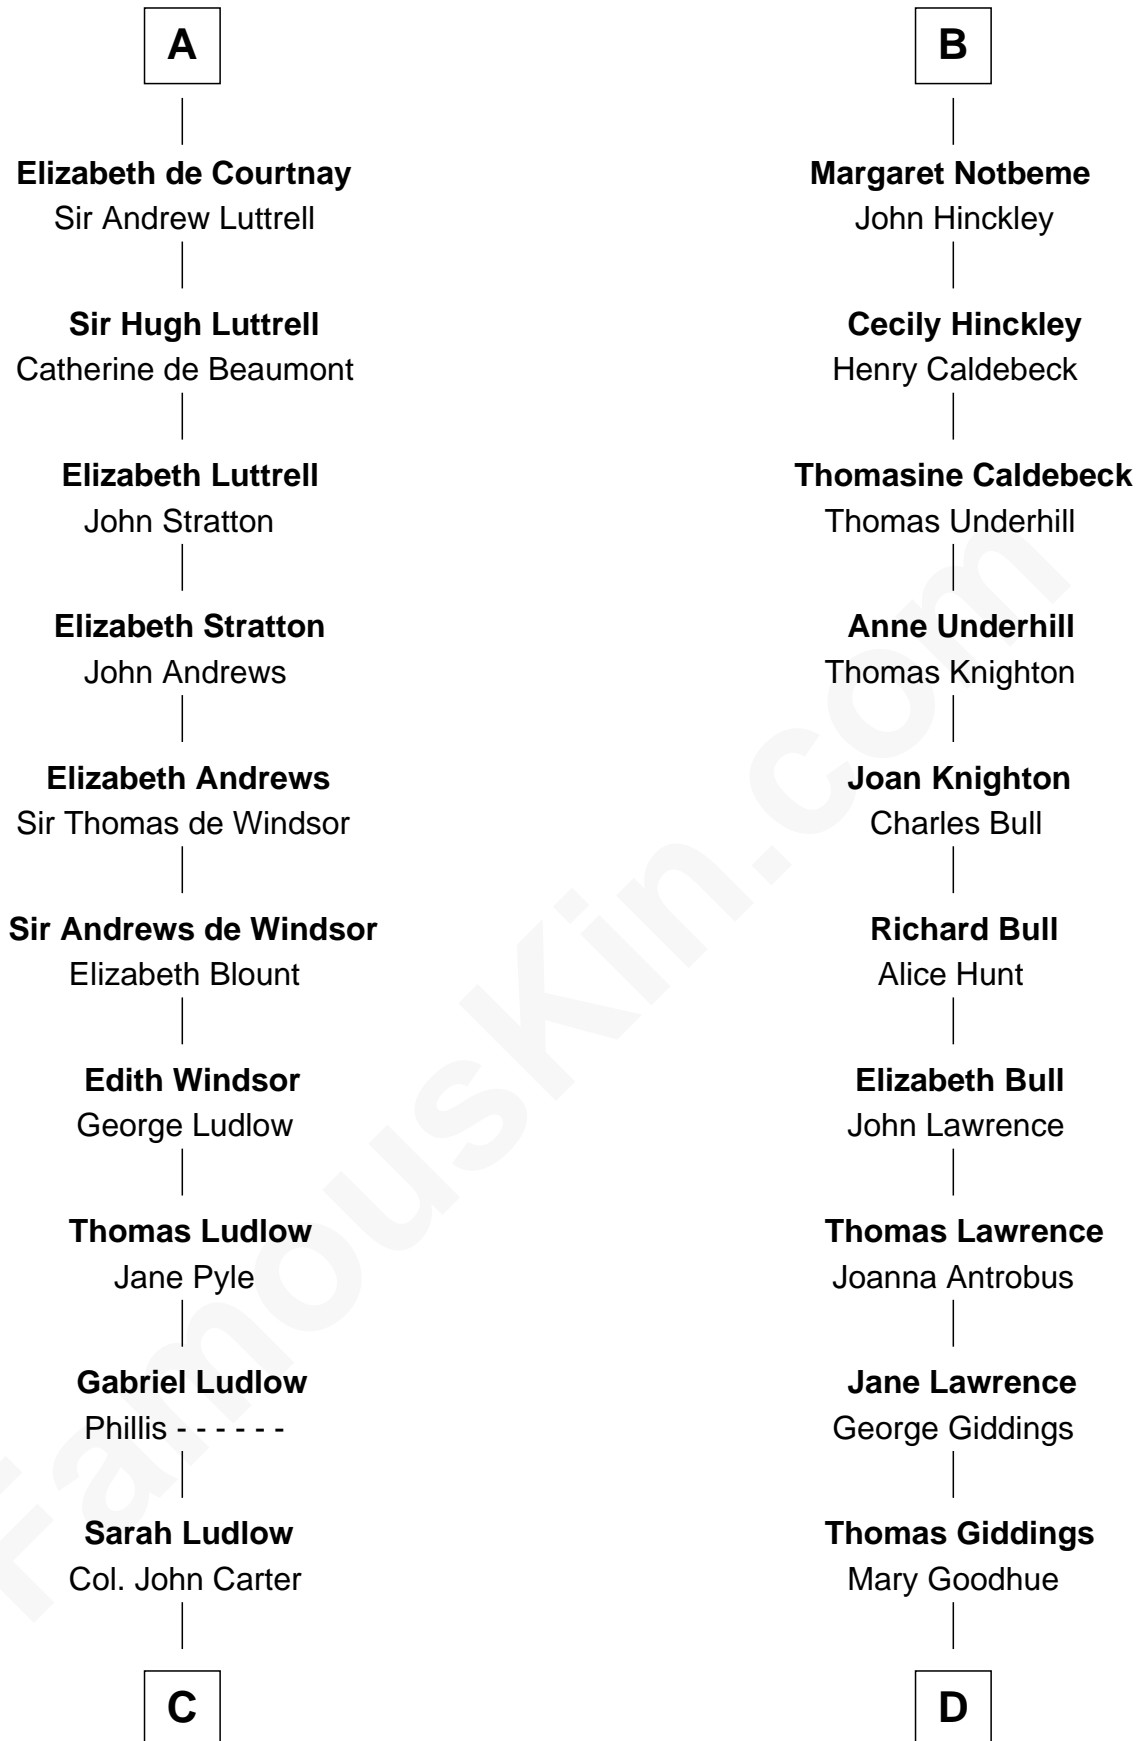 A
Elizabeth de Courtnay
Sir Andrew Luttrell
Sir Hugh Luttrell
Catherine de Beaumont
Elizabeth Luttrell
John Stratton
Elizabeth Stratton
John Andrews
Elizabeth Andrews
Sir Thomas de Windsor
Sir Andrews de Windsor
Elizabeth Blount
Edith Windsor
George Ludlow
Thomas Ludlow
Jane Pyle
Gabriel Ludlow
Phillis - - - - - -
Sarah Ludlow
Col. John Carter
C
B
Margaret Notbeme
John Hinckley
Cecily Hinckley
Henry Caldebeck
Thomasine Caldebeck
Thomas Underhill
Anne Underhill
Thomas Knighton
Joan Knighton
Charles Bull
Richard Bull
Alice Hunt
Elizabeth Bull
John Lawrence
Thomas Lawrence
Joanna Antrobus
Jane Lawrence
George Giddings
Thomas Giddings
Mary Goodhue
D
FamousKin.com